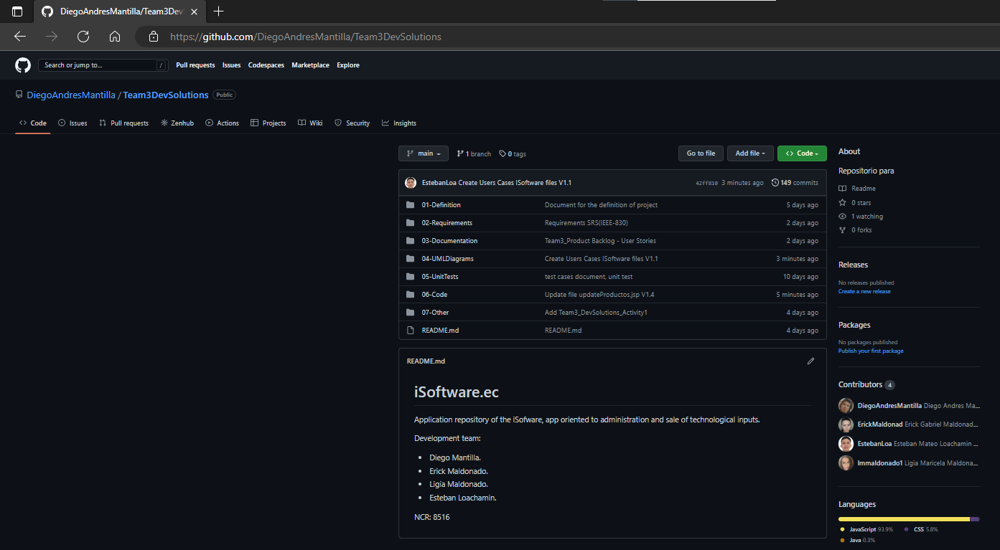 DiegoAndresMantilla/Team3Dev
https://github.com/DiegoAndresMantilla/Team3DevSolutions
Search or jump to... / Pull requests Issues Codespaces Marketplace Explore
DiegoAndresMantilla / Team3DevSolutions Public
Code Issues Pull requests Zenhub Actions Projects Wiki Security Insights
main 1 branch 0 tags Go to file Add file Code
EstebanLoa Create Users Cases ISoftware files V1.1 42ff810 3 minutes ago 149 commits
01-Definition Document for the definition of project 5 days ago
02-Requirements Requirements SRS(IEEE-830) 2 days ago
03-Documentation Team3_Product Backlog - User Stories 2 days ago
04-UMLDiagrams Create Users Cases ISoftware files V1.1 3 minutes ago
05-UnitTests test cases document, unit test 10 days ago
06-Code Update file updateProductos.jsp V1.4 5 minutes ago
07-Other Add Team3_DevSolutions_Activity1 4 days ago
README.md README.md 4 days ago
README.md
iSoftware.ec
Application repository of the iSofware, app oriented to administration and sale of technological inputs.
Development team:
• Diego Mantilla.
• Erick Maldonado.
• Ligia Maldonado.
• Esteban Loachamin.
NCR: 8516
About
Repositorio para
Readme
0 stars
1 watching
0 forks
Releases
No releases published
Create a new release
Packages
No packages published
Publish your first package
Contributors 4
DiegoAndresMantilla Diego Andres Ma...
ErickMaldonad Erick Gabriel Maldonad...
EstebanLoa Esteban Mateo Loachamin ...
lmmaldonado1 Ligia Maricela Maldona...
Languages
JavaScript 93.9% CSS 5.8%
Java 0.3%